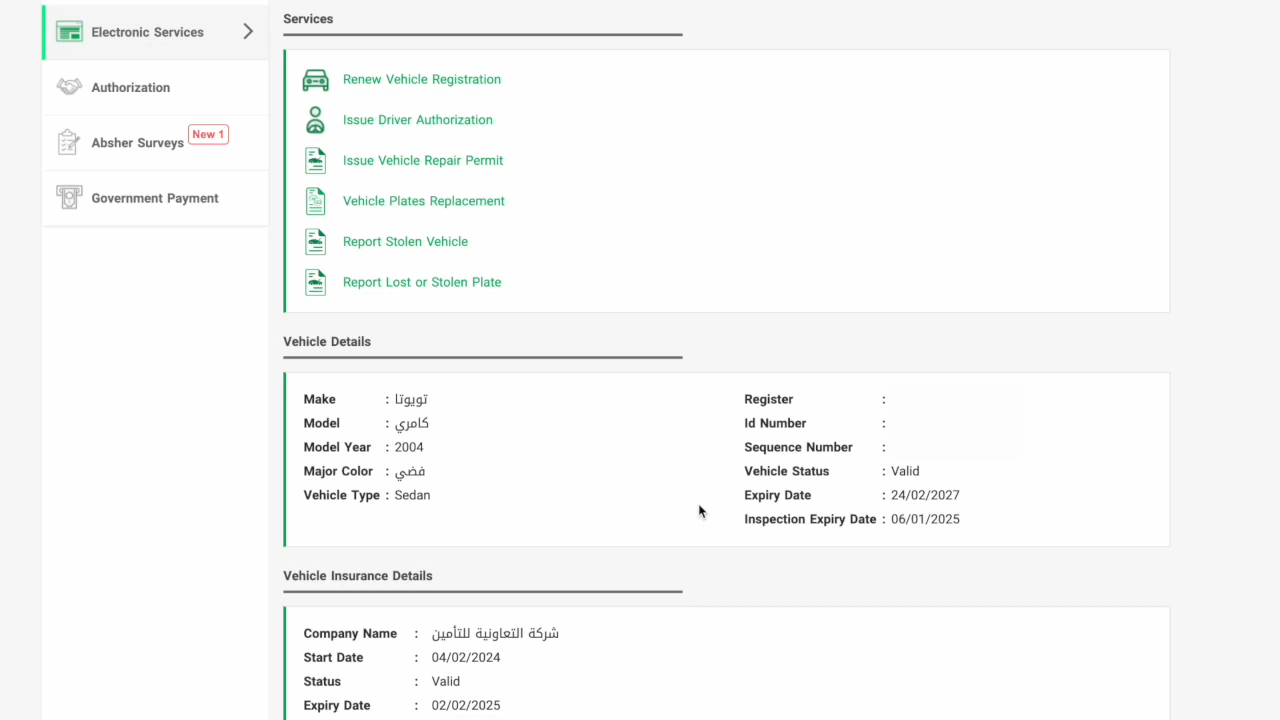 Electronic Services
Authorization
Absher Surveys New 1
Government Payment
Services
Renew Vehicle Registration
Issue Driver Authorization
Issue Vehicle Repair Permit
Vehicle Plates Replacement
Report Stolen Vehicle
Report Lost or Stolen Plate
Vehicle Details
Make : تويوتا
Model : كامري
Model Year : 2004
Major Color : فضي
Vehicle Type : Sedan
Register :
Id Number :
Sequence Number :
Vehicle Status : Valid
Expiry Date : 24/02/2027
Inspection Expiry Date : 06/01/2025
Vehicle Insurance Details
Company Name : شركة التعاونية للتأمين
Start Date : 04/02/2024
Status : Valid
Expiry Date : 02/02/2025